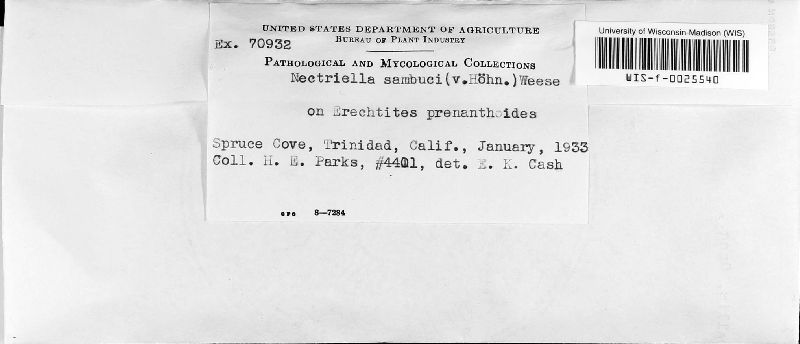 UNITED STATES DEPARTMENT OF AGRICULTURE
BUREAU OF PLANT INDUSTRY
Ex. 70932
PATHOLOGICAL AND MYCOLOGICAL COLLECTIONS
Nectriella sambuci(v.Höhn.)Weese
on Erechtites prenanthoides
Spruce Cove, Trinidad, Calif., January, 1933
Coll. H. E. Parks, #4401, det. E. K. Cash
GPO 8—7284
University of Wisconsin-Madison (WIS)
WIS-f-0025540